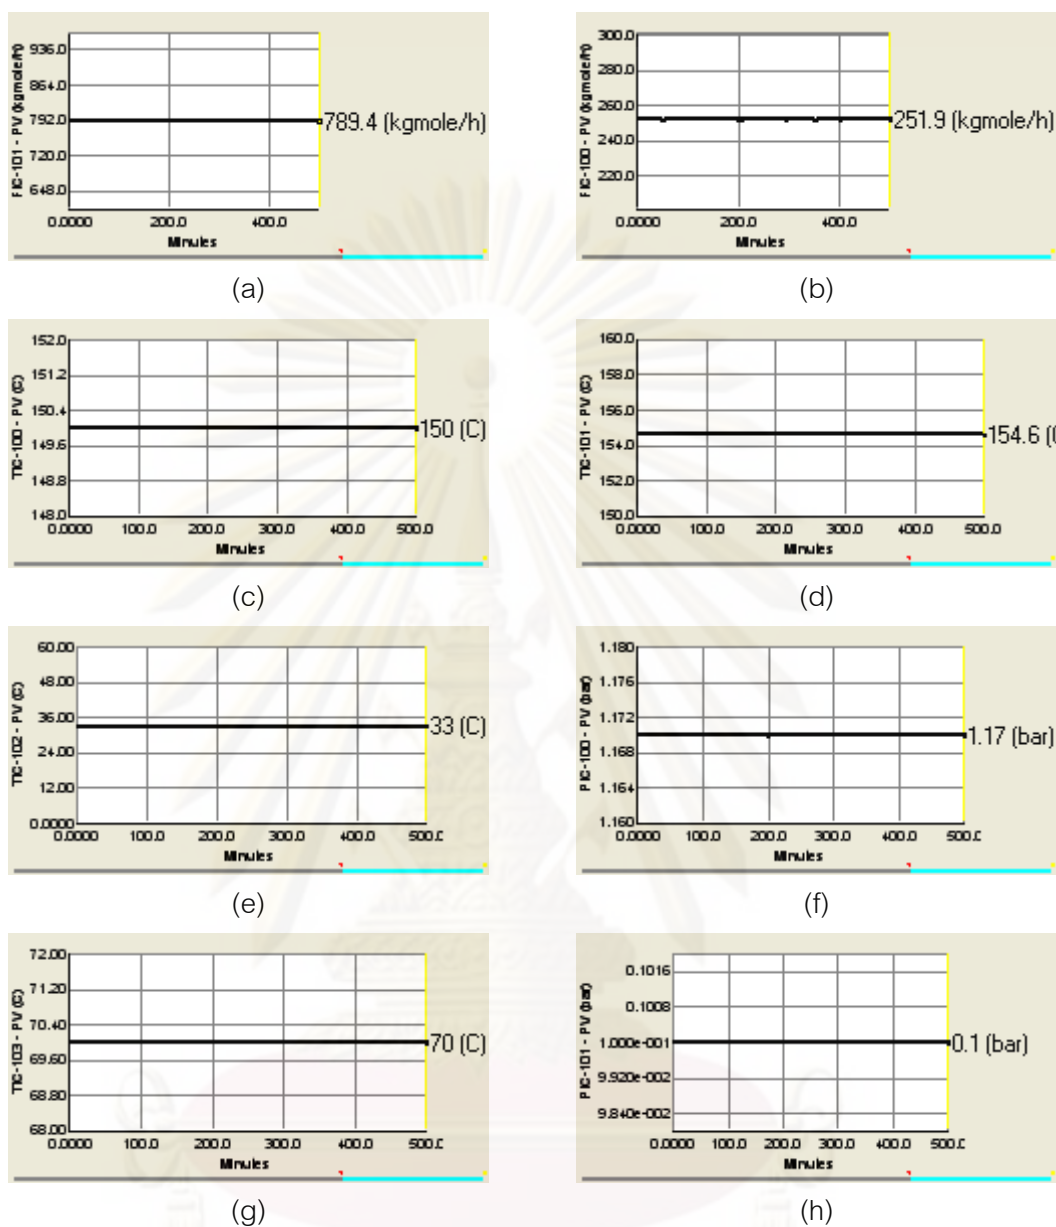 FIC-101 - PV (kgmole/h)
936.0
864.0
792.0
720.0
648.0
0.0000 200.0 400.0
Minutes
789.4 (kgmole/h)
(a)
FIC-100 - PV (kgmole/h)
300.0
280.0
260.0
240.0
220.0
0.0000 200.0 400.0
Minutes
251.9 (kgmole/h)
(b)
TIC-100 - PV (C)
152.0
151.2
150.4
149.6
148.8
148.0
0.0000 100.0 200.0 300.0 400.0 500.0
Minutes
150 (C)
(c)
TIC-101 - PV (C)
160.0
158.0
156.0
154.0
152.0
150.0
0.0000 100.0 200.0 300.0 400.0 500.0
Minutes
154.6 (
(d)
TIC-102 - PV (C)
60.00
48.00
36.00
24.00
12.00
0.0000
0.0000 100.0 200.0 300.0 400.0 500.0
Minutes
33 (C)
(e)
PIC-100 - PV (bar)
1.180
1.176
1.172
1.168
1.164
1.160
0.0000 100.0 200.0 300.0 400.0 500.0
Minutes
1.17 (bar)
(f)
TIC-103 - PV (C)
72.00
71.20
70.40
69.60
68.80
68.00
0.0000 100.0 200.0 300.0 400.0 500.0
Minutes
70 (C)
(g)
PIC-101 - PV (bar)
0.1016
0.1008
1.000e-001
9.920e-002
9.840e-002
0.0000 100.0 200.0 300.0 400.0 500.0
Minutes
0.1 (bar)
(h)